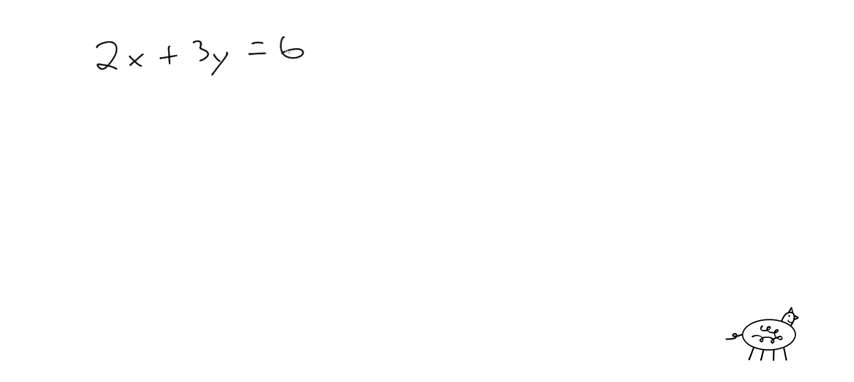 2x + 3y = 6